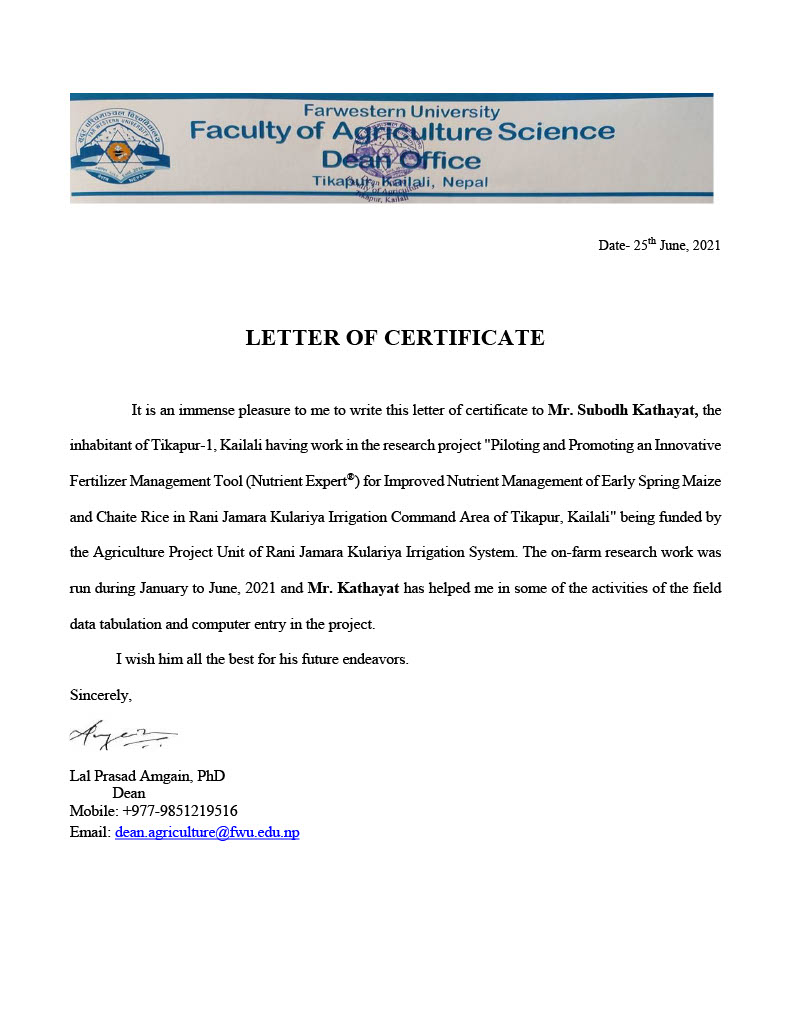 Farwestern University
Faculty of Agriculture Science
Dean Office
Tikapur, Kailali, Nepal
Tikapur, Kailali
NEPAL
Date- 25th June, 2021
LETTER OF CERTIFICATE
It is an immense pleasure to me to write this letter of certificate to Mr. Subodh Kathayat, the
inhabitant of Tikapur-1, Kailali having work in the research project "Piloting and Promoting an Innovative
Fertilizer Management Tool (Nutrient Expert®) for Improved Nutrient Management of Early Spring Maize
and Chaite Rice in Rani Jamara Kulariya Irrigation Command Area of Tikapur, Kailali" being funded by
the Agriculture Project Unit of Rani Jamara Kulariya Irrigation System. The on-farm research work was
run during January to June, 2021 and Mr. Kathayat has helped me in some of the activities of the field
data tabulation and computer entry in the project.
I wish him all the best for his future endeavors.
Sincerely,
Lal Prasad Amgain, PhD
Dean
Mobile: +977-9851219516
Email: dean.agriculture@fwu.edu.np